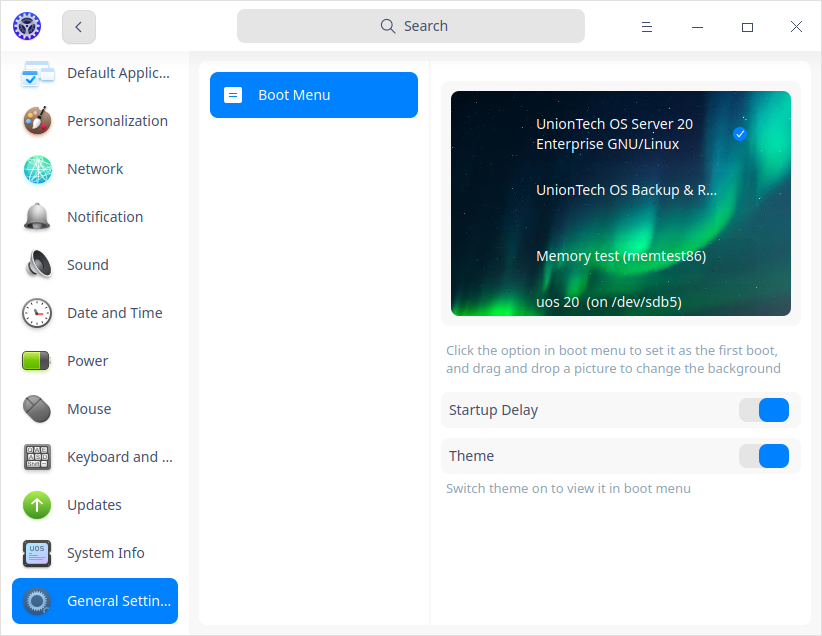 Search
Default Applic...
Personalization
Network
Notification
Sound
Date and Time
Power
Mouse
Keyboard and ...
Updates
UOS
System Info
General Settin...
Boot Menu
UnionTech OS Server 20
Enterprise GNU/Linux
UnionTech OS Backup & R...
Memory test (memtest86)
uos 20 (on /dev/sdb5)
Click the option in boot menu to set it as the first boot,
and drag and drop a picture to change the background
Startup Delay
Theme
Switch theme on to view it in boot menu